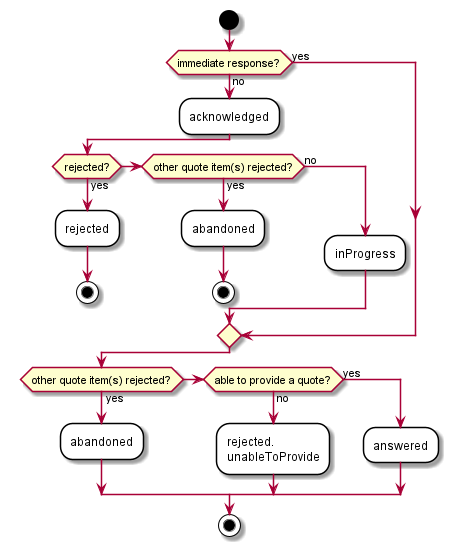 immediate response?
yes
no
acknowledged
rejected?
other quote item(s) rejected?
no
yes
yes
rejected
abandoned
inProgress
other quote item(s) rejected?
able to provide a quote?
yes
yes
no
abandoned
rejected.
unableToProvide
answered